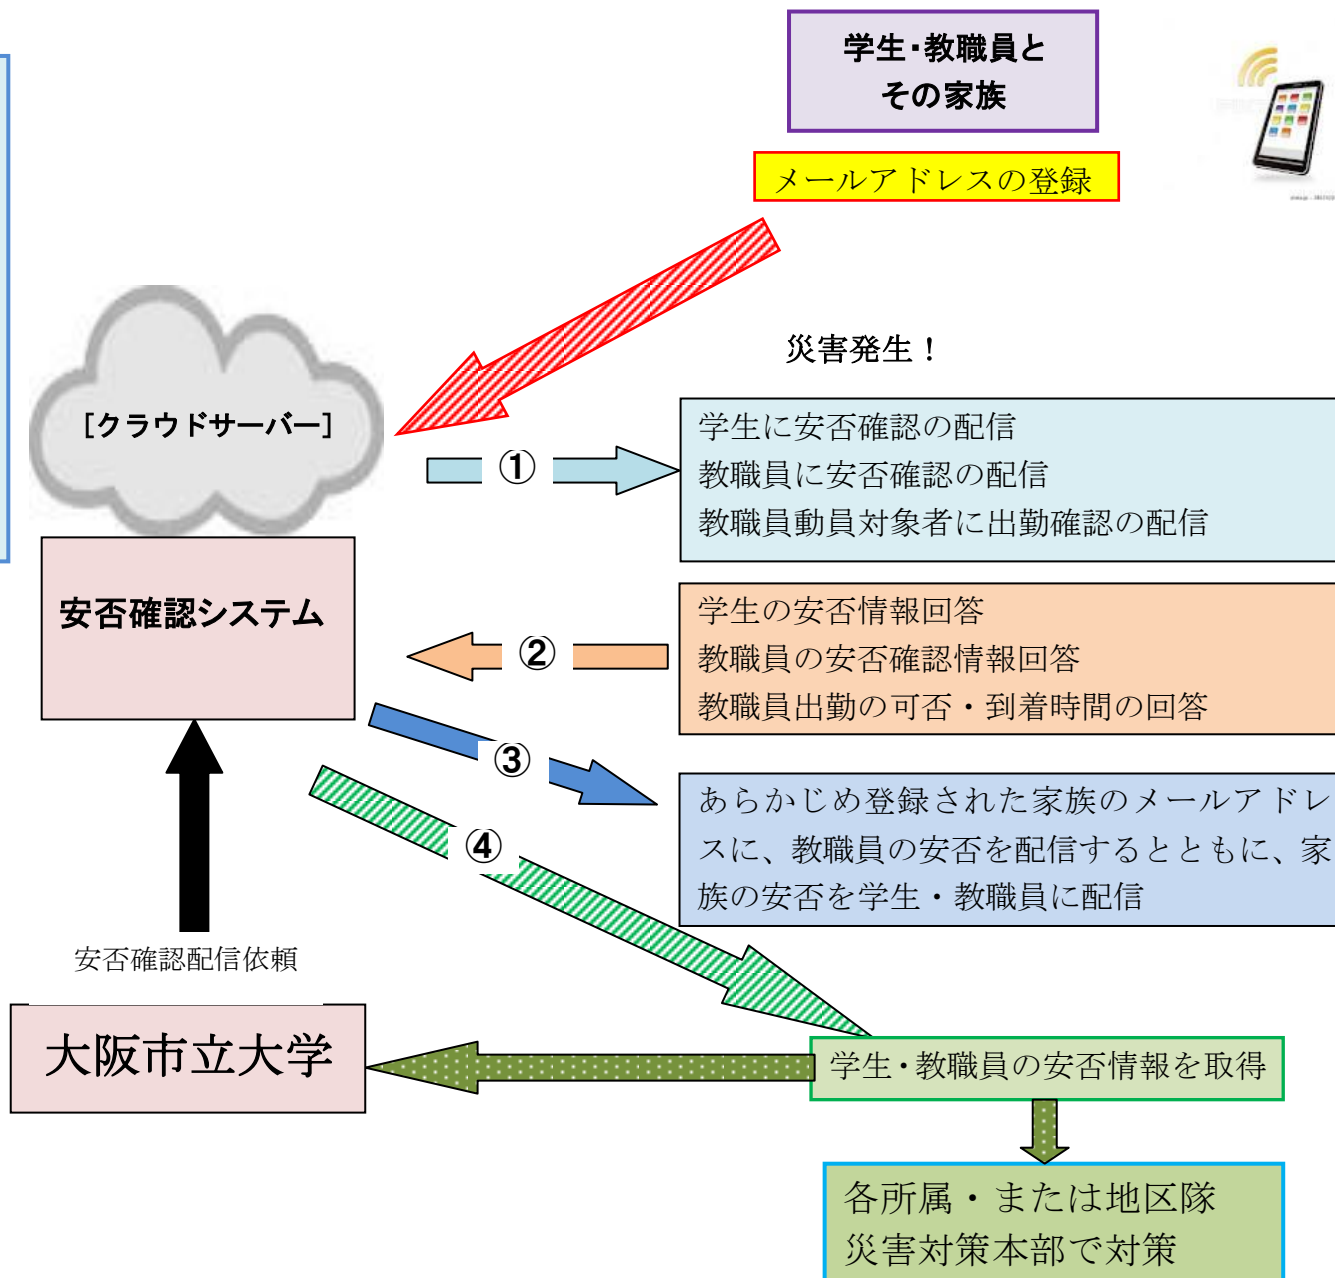 学生・教職員と
その家族
メールアドレスの登録
災害発生！
[クラウドサーバー]
①
学生に安否確認の配信
教職員に安否確認の配信
教職員動員対象者に出勤確認の配信
安否確認システム
②
学生の安否情報回答
教職員の安否確認情報回答
教職員出勤の可否・到着時間の回答
③
あらかじめ登録された家族のメールアドレ
スに、教職員の安否を配信するとともに、家
族の安否を学生・教職員に配信
④
安否確認配信依頼
大阪市立大学
学生・教職員の安否情報を取得
各所属・または地区隊
災害対策本部で対策